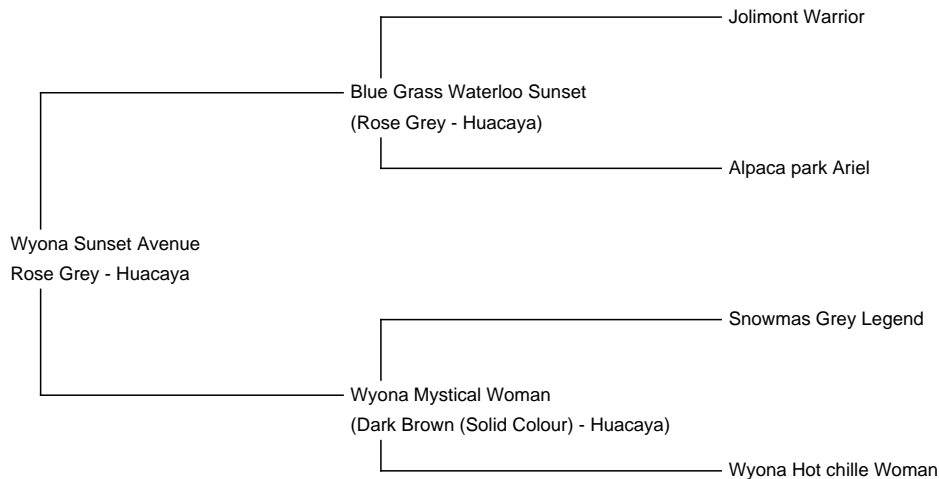 Jolimont Warrior
Blue Grass Waterloo Sunset
(Rose Grey - Huacaya)
Alpaca park Ariel
Wyona Sunset Avenue
Rose Grey - Huacaya
Snowmas Grey Legend
Wyona Mystical Woman
(Dark Brown (Solid Colour) - Huacaya)
Wyona Hot chille Woman